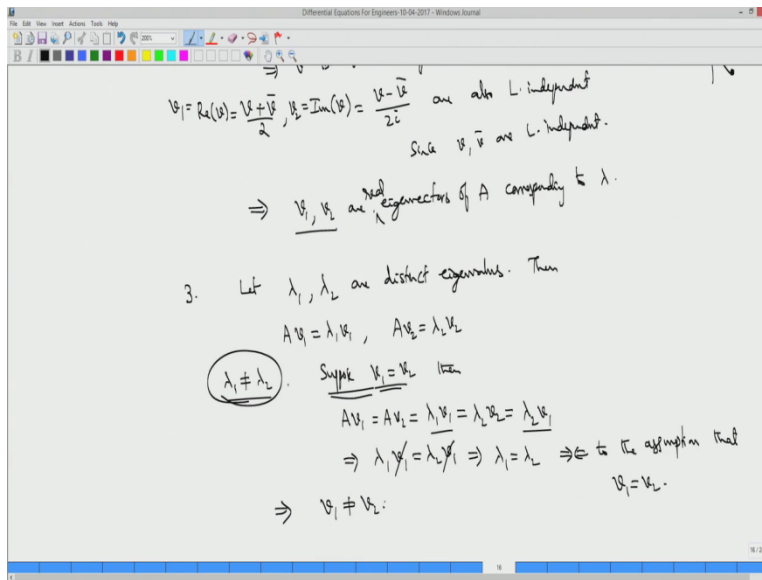 Differential Equations For Engineers-10-04-2017 - Windows Journal
File Edit View Insert Actions Tools Help
200%
B I
v₁ = Re(v) = (v + v̄)/2, v₂ = Im(v) = (v - v̄)/2i are also L. independent
Since v, v̄ are L. independent.
⇒ v₁, v₂ are real eigenvectors of A corresponding to λ.
3. Let λ₁, λ₂ are distinct eigenvalues. Then
Av₁ = λ₁v₁, Av₂ = λ₂v₂
λ₁ ≠ λ₂. Suppose v₁ = v₂ then
Av₁ = Av₂ = λ₁v₁ = λ₂v₂ = λ₂v₁
⇒ λ₁v₁ = λ₂v₁ ⇒ λ₁ = λ₂ ⇒⇐ to the assumption that
v₁ = v₂.
⇒ v₁ ≠ v₂.
16